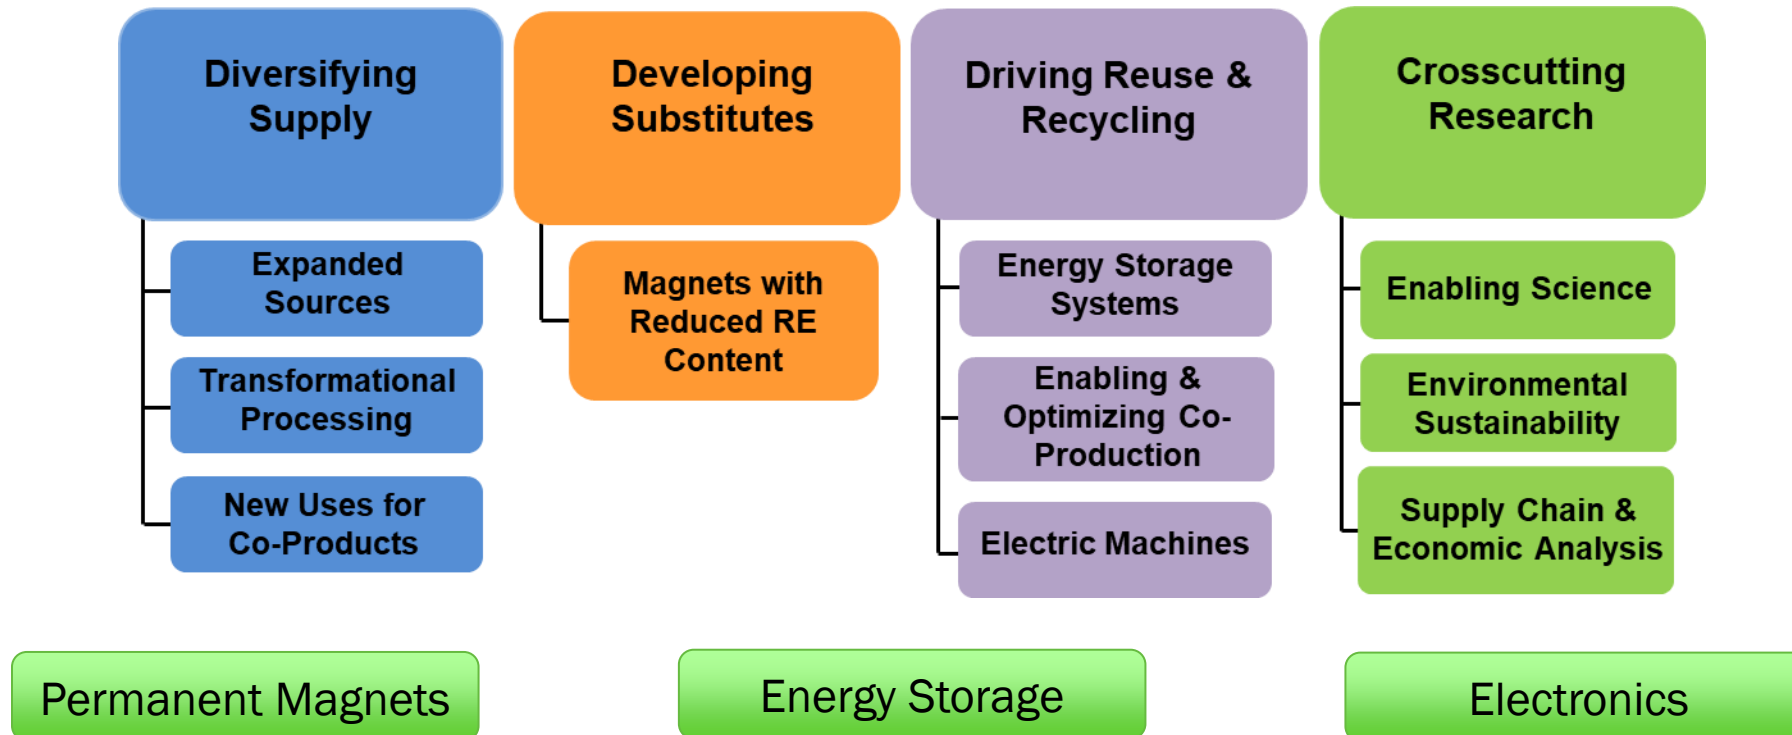 Diversifying
Supply
Expanded
Sources
Transformational
Processing
New Uses for
Co-Products
Developing
Substitutes
Magnets with
Reduced RE
Content
Driving Reuse &
Recycling
Energy Storage
Systems
Enabling &
Optimizing Co-
Production
Electric Machines
Crosscutting
Research
Enabling Science
Environmental
Sustainability
Supply Chain &
Economic Analysis
Permanent Magnets
Energy Storage
Electronics